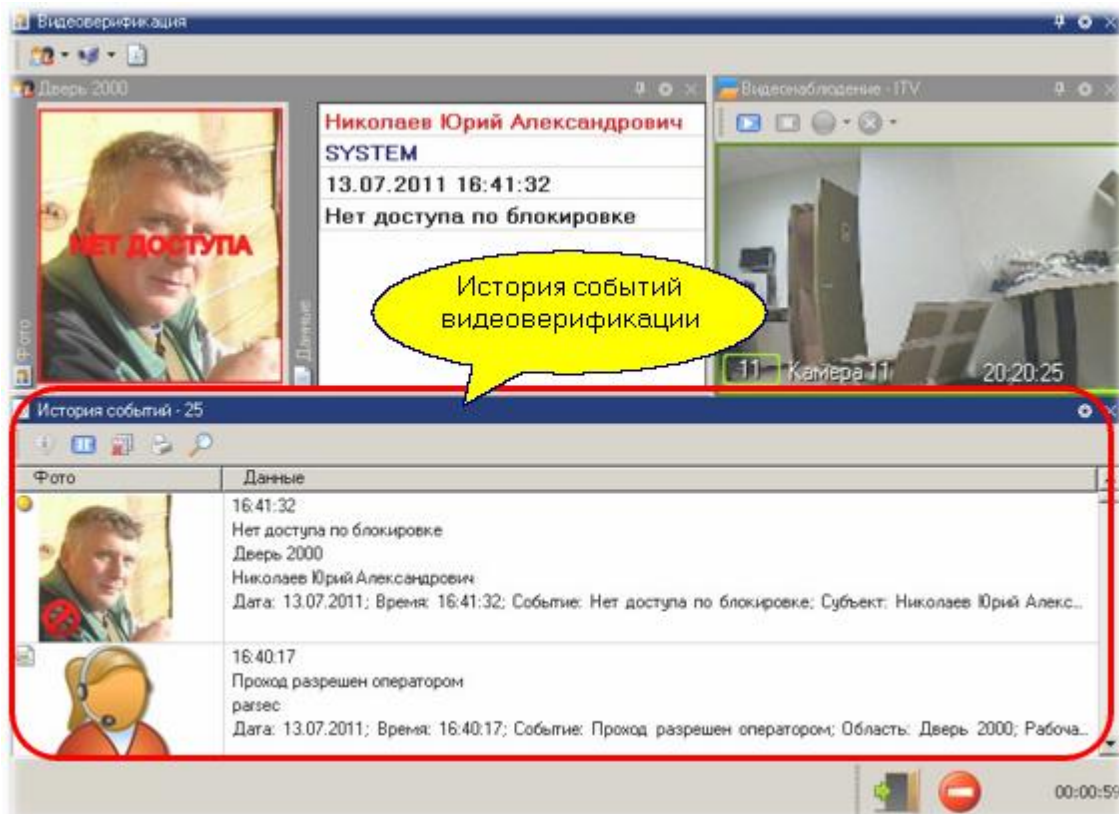 Видеоверификация
Дверь 2000
НЕТ ДОСТУПА
Фото
Данные
Николаев Юрий Александрович
SYSTEM
13.07.2011 16:41:32
Нет доступа по блокировке
Видеонаблюдение - ITV
11 Камера 11 20:20:25
История событий
видеоверификации
История событий - 25
Фото Данные
16:41:32
Нет доступа по блокировке
Дверь 2000
Николаев Юрий Александрович
Дата: 13.07.2011; Время: 16:41:32; Событие: Нет доступа по блокировке; Субъект: Николаев Юрий Алекс...
16:40:17
Проход разрешен оператором
parsec
Дата: 13.07.2011; Время: 16:40:17; Событие: Проход разрешен оператором; Область: Дверь 2000; Рабоча...
00:00:59